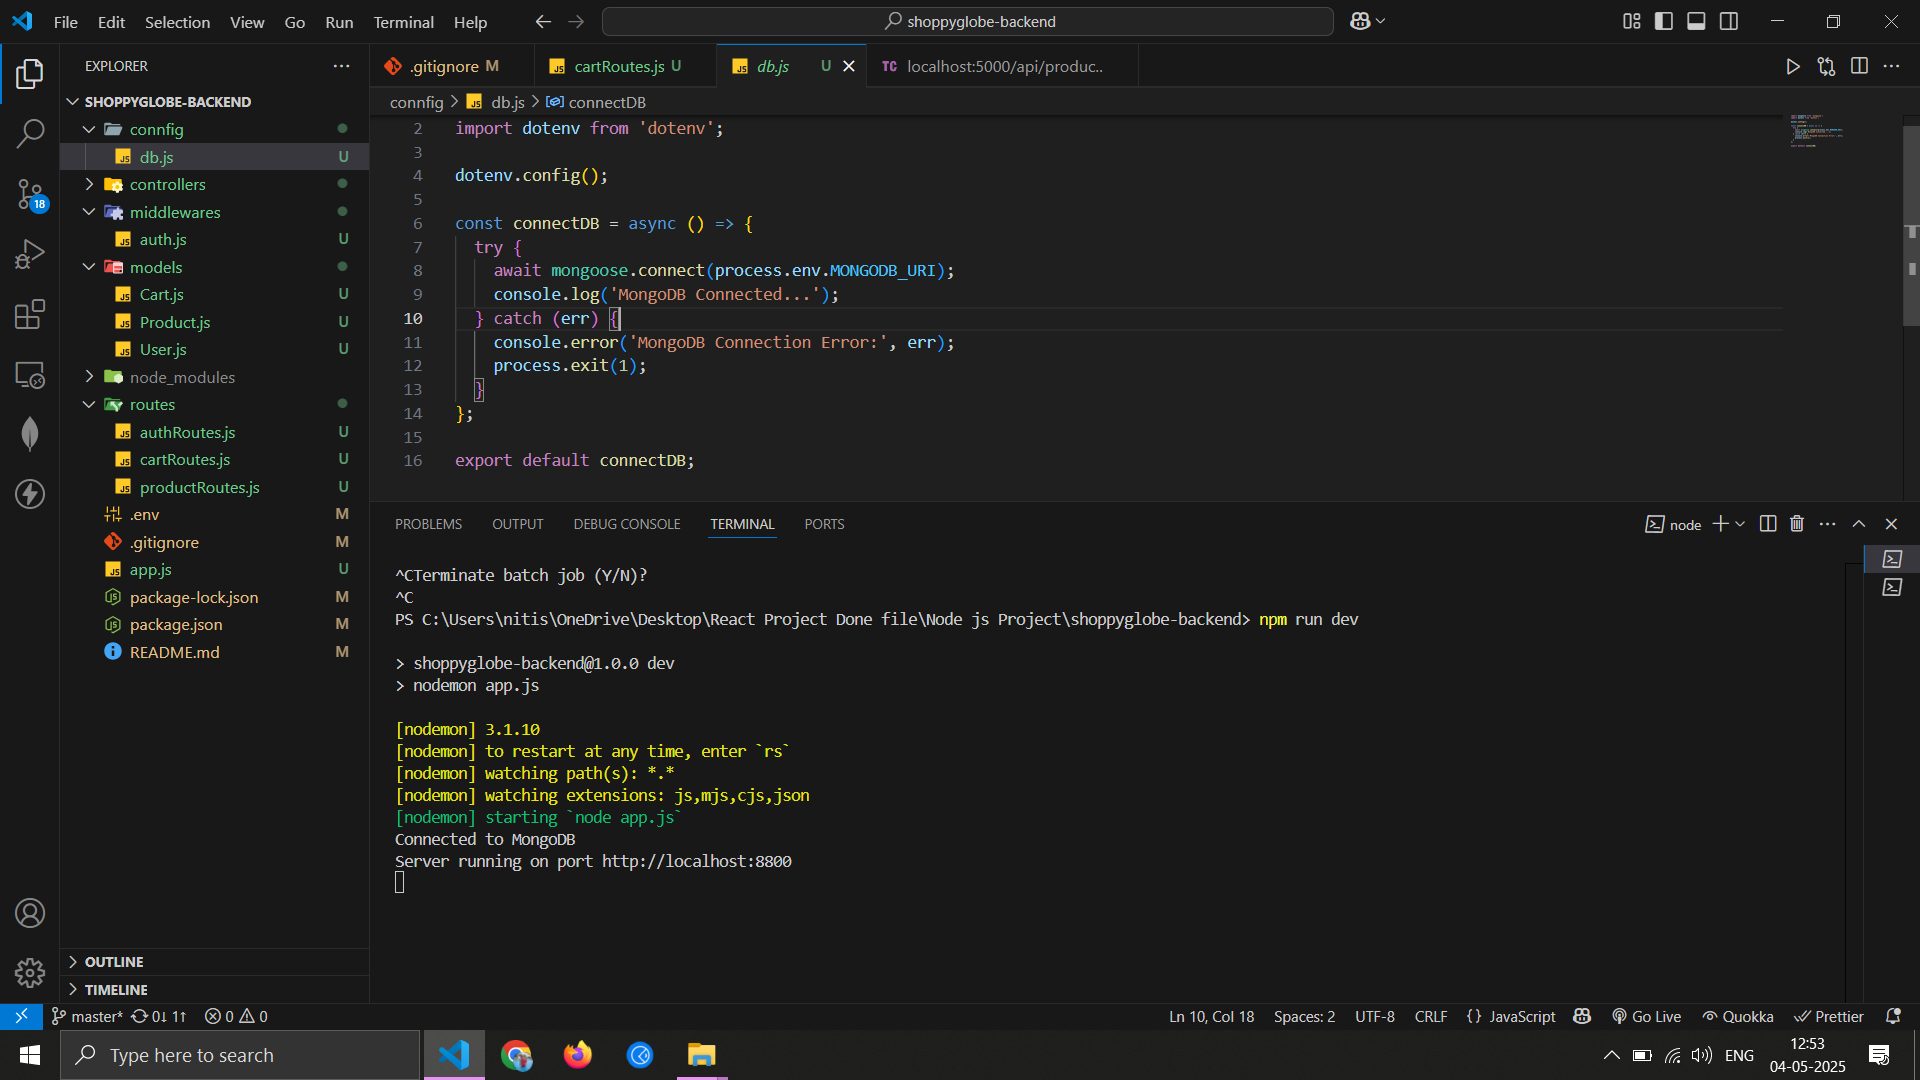 File Edit Selection View Go Run Terminal Help
shoppyglobe-backend
EXPLORER
SHOPPYGLOBE-BACKEND
connfig
db.js U
controllers
middlewares
auth.js U
models
Cart.js U
Product.js U
User.js U
node_modules
routes
authRoutes.js U
cartRoutes.js U
productRoutes.js U
.env M
.gitignore M
app.js U
package-lock.json M
package.json M
README.md M
OUTLINE
TIMELINE
18
.gitignore M
cartRoutes.js U
db.js U
TC localhost:5000/api/produc..
connfig > db.js > connectDB
2 import dotenv from 'dotenv';
3
4 dotenv.config();
5
6 const connectDB = async () => {
7 try {
8 await mongoose.connect(process.env.MONGODB_URI);
9 console.log('MongoDB Connected...');
10 } catch (err) {
11 console.error('MongoDB Connection Error:', err);
12 process.exit(1);
13 }
14 };
15
16 export default connectDB;
PROBLEMS OUTPUT DEBUG CONSOLE TERMINAL PORTS
node
^CTerminate batch job (Y/N)?
^C
PS C:\Users\nitis\OneDrive\Desktop\React Project Done file\Node js Project\shoppyglobe-backend> npm run dev
> shoppyglobe-backend@1.0.0 dev
> nodemon app.js
[nodemon] 3.1.10
[nodemon] to restart at any time, enter `rs`
[nodemon] watching path(s): *.*
[nodemon] watching extensions: js,mjs,cjs,json
[nodemon] starting `node app.js`
Connected to MongoDB
Server running on port http://localhost:8800
master* 0↓ 1↑ 0 0
Ln 10, Col 18 Spaces: 2 UTF-8 CRLF {} JavaScript Go Live Quokka Prettier
Type here to search
ENG
12:53
04-05-2025